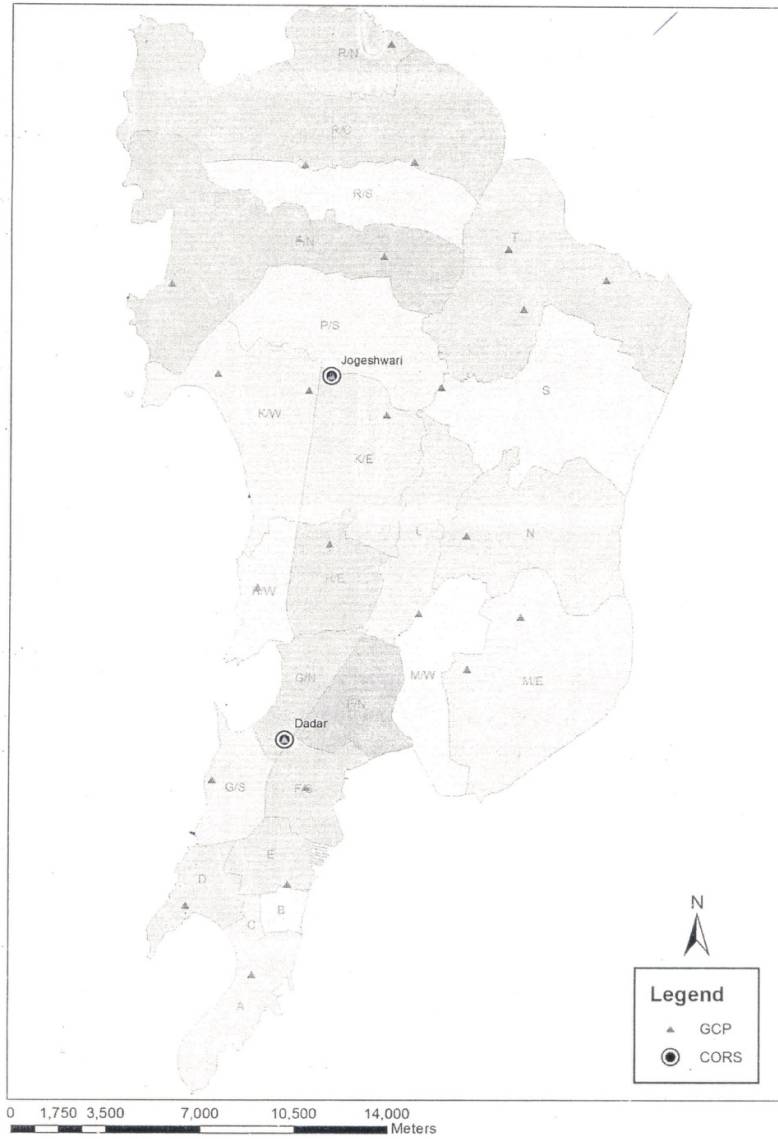 R/N
R/C
R/S
T
P/N
P/S
Jogeshwari
S
K/W
K/E
L
N
H/E
H/W
G/N
M/W
M/E
F/N
Dadar
G/S
F/S
E
D
B
C
A
N
Legend
GCP
CORS
0 1,750 3,500 7,000 10,500 14,000
Meters